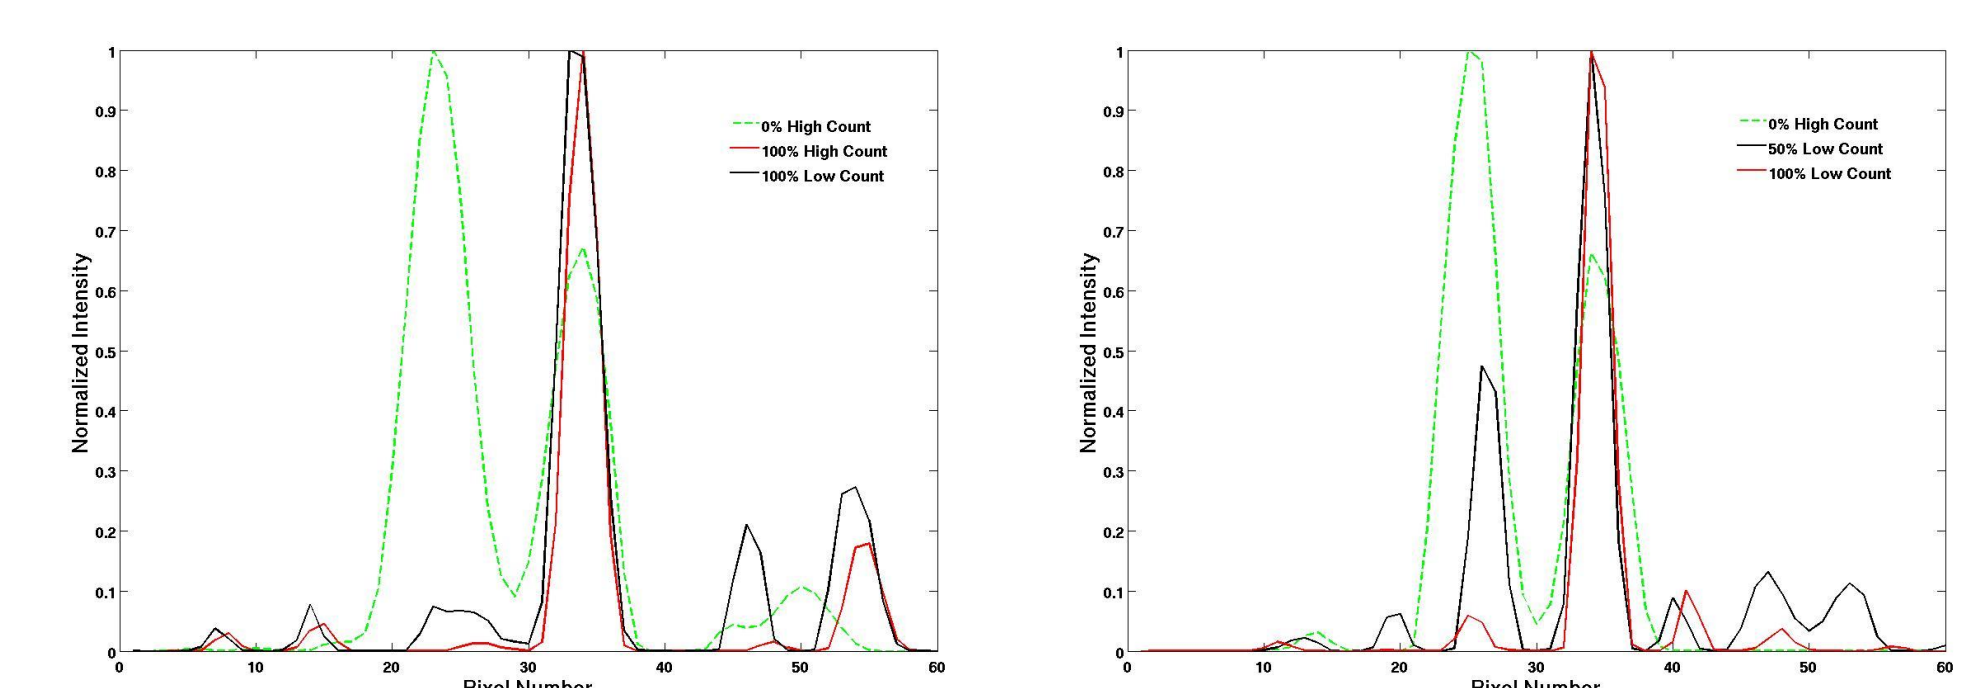 1
0.9
0.8
0.7
0.6
0.5
0.4
0.3
0.2
0.1
0
Normalized Intensity
0% High Count
100% High Count
100% Low Count
0 10 20 30 40 50 60
Pixel Number
1
0.9
0.8
0.7
0.6
0.5
0.4
0.3
0.2
0.1
0
Normalized Intensity
0% High Count
50% Low Count
100% Low Count
0 10 20 30 40 50 60
Pixel Number